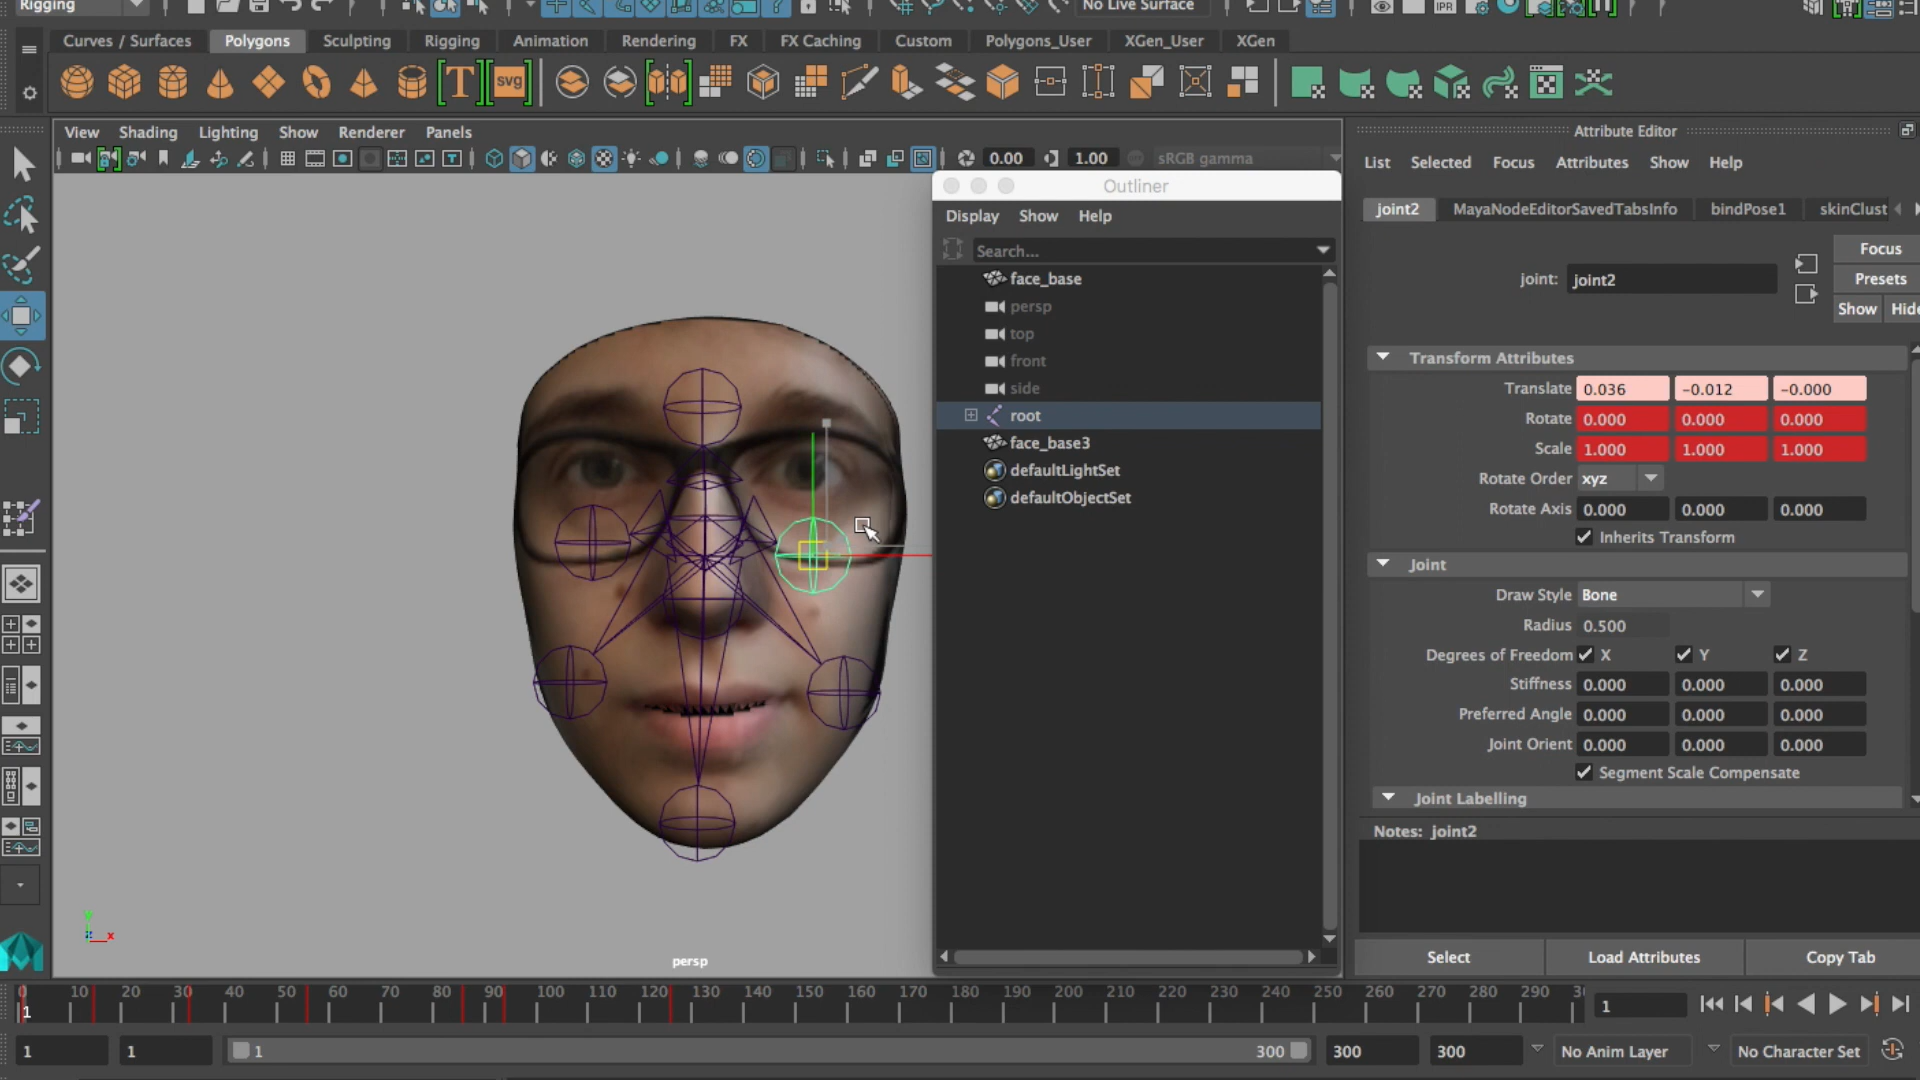 Rigging
No Live Surface
IPR
Curves / Surfaces Polygons Sculpting Rigging Animation Rendering FX FX Caching Custom Polygons_User XGen_User XGen
T svg
View Shading Lighting Show Renderer Panels
0.00 1.00 sRGB gamma
Outliner
Display Show Help
Search...
face_base
persp
top
front
side
root
face_base3
defaultLightSet
defaultObjectSet
Attribute Editor
List Selected Focus Attributes Show Help
joint2 MayaNodeEditorSavedTabsInfo bindPose1 skinClust
Focus
joint: joint2 Presets
Show Hide
Transform Attributes
Translate 0.036 -0.012 -0.000
Rotate 0.000 0.000 0.000
Scale 1.000 1.000 1.000
Rotate Order xyz
Rotate Axis 0.000 0.000 0.000
Inherits Transform
Joint
Draw Style Bone
Radius 0.500
Degrees of Freedom X Y Z
Stiffness 0.000 0.000 0.000
Preferred Angle 0.000 0.000 0.000
Joint Orient 0.000 0.000 0.000
Segment Scale Compensate
Joint Labelling
Notes: joint2
Select Load Attributes Copy Tab
Y
Z x
persp
0 10 20 30 40 50 60 70 80 90 100 110 120 130 140 150 160 170 180 190 200 210 220 230 240 250 260 270 280 290
1 1
1 1 1 300 300 300 No Anim Layer No Character Set